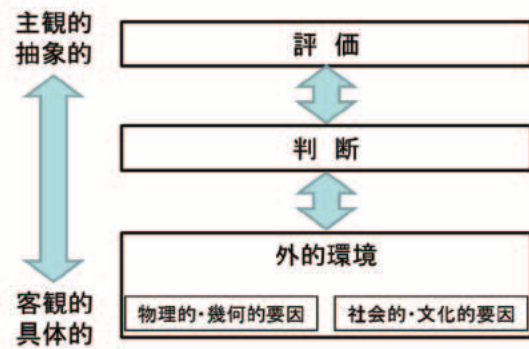 主観的
抽象的
評 価
判 断
外的環境
物理的・幾何的要因
社会的・文化的要因
客観的
具体的